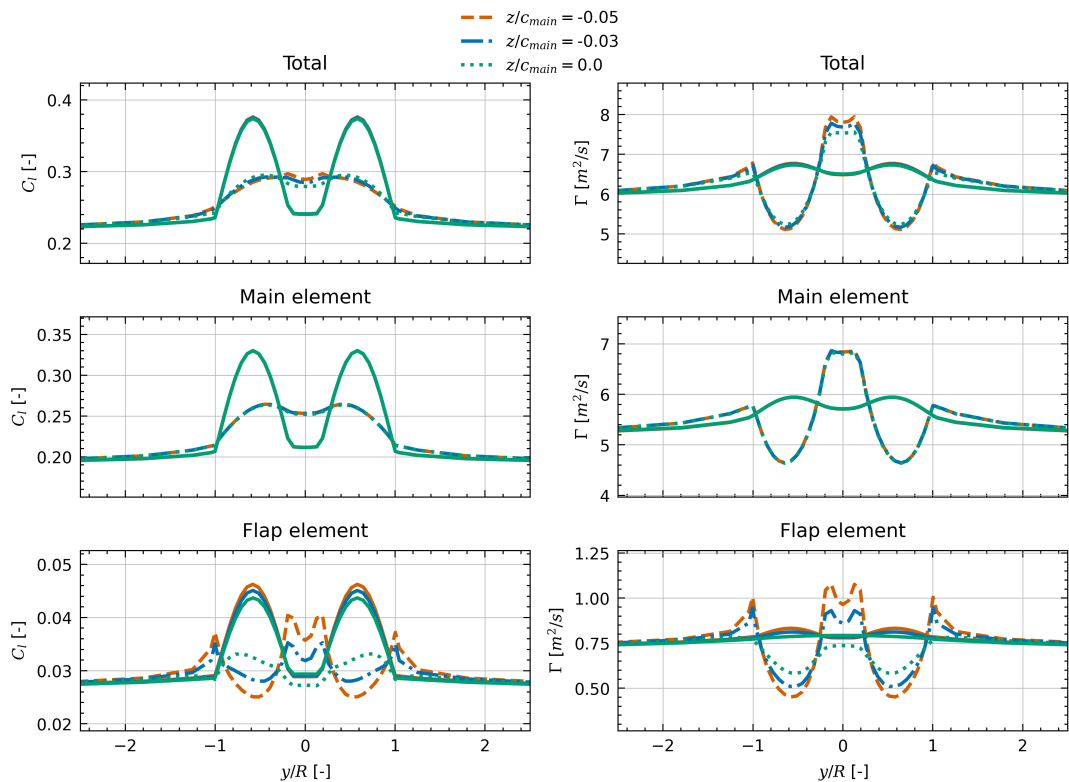 z/c_main = -0.05
z/c_main = -0.03
z/c_main = 0.0
Total
Total
0.4
0.3
0.2
C_l [-]
8
7
6
5
Γ [m²/s]
Main element
Main element
0.35
0.30
0.25
0.20
C_l [-]
7
6
5
4
Γ [m²/s]
Flap element
Flap element
0.05
0.04
0.03
0.02
C_l [-]
1.25
1.00
0.75
0.50
Γ [m²/s]
−2 −1 0 1 2
−2 −1 0 1 2
y/R [-]
y/R [-]